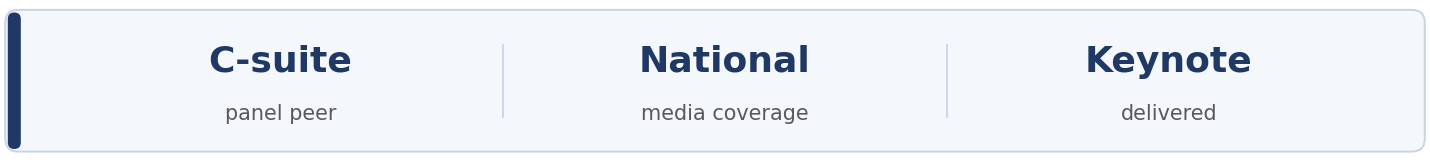 C-suite
panel peer
National
media coverage
Keynote
delivered